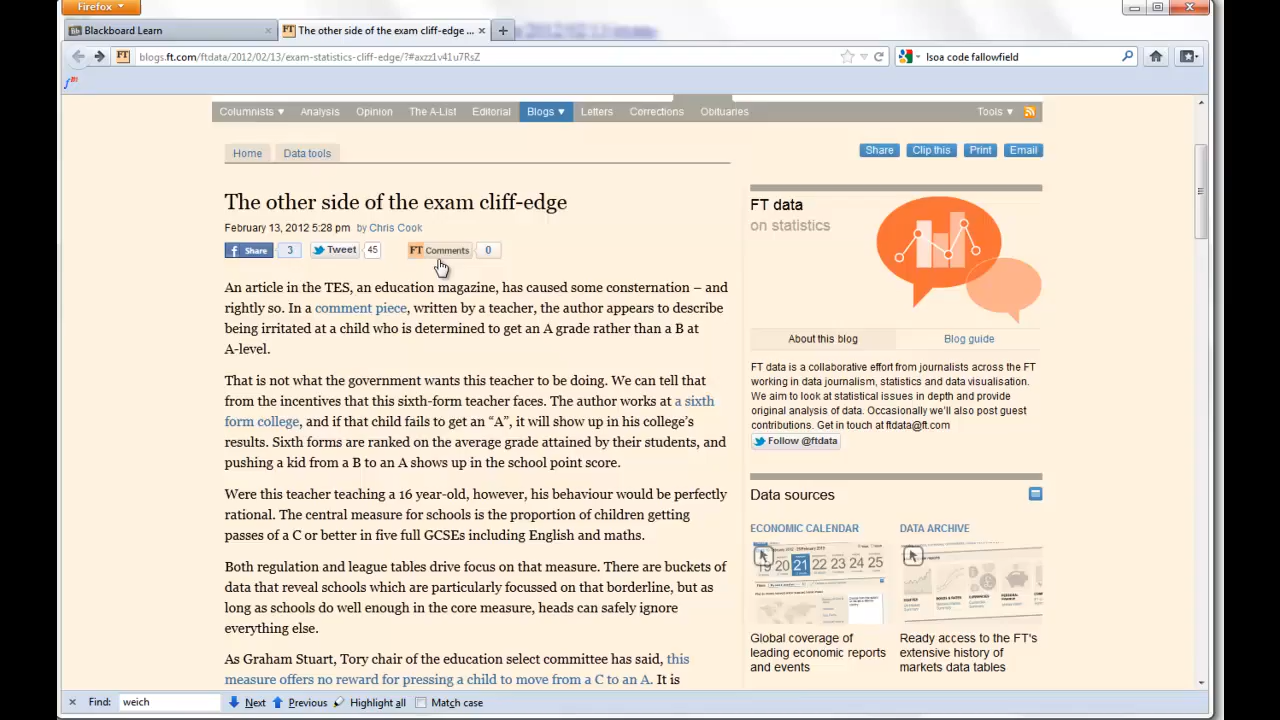 Firefox
Blackboard Learn
FT The other side of the exam cliff-edge ...
blogs.ft.com/ftdata/2012/02/13/exam-statistics-cliff-edge/?#axzz1v41u7RsZ
lsoa code fallowfield
Columnists Analysis Opinion The A-List Editorial Blogs Letters Corrections Obituaries Tools
Home Data tools
Share Clip this Print Email
The other side of the exam cliff-edge
February 13, 2012 5:28 pm by Chris Cook
Share 3 Tweet 45 FT Comments 0
An article in the TES, an education magazine, has caused some consternation – and
rightly so. In a comment piece, written by a teacher, the author appears to describe
being irritated at a child who is determined to get an A grade rather than a B at
A-level.
That is not what the government wants this teacher to be doing. We can tell that
from the incentives that this sixth-form teacher faces. The author works at a sixth
form college, and if that child fails to get an “A”, it will show up in his college’s
results. Sixth forms are ranked on the average grade attained by their students, and
pushing a kid from a B to an A shows up in the school point score.
Were this teacher teaching a 16 year-old, however, his behaviour would be perfectly
rational. The central measure for schools is the proportion of children getting
passes of a C or better in five full GCSEs including English and maths.
Both regulation and league tables drive focus on that measure. There are buckets of
data that reveal schools which are particularly focussed on that borderline, but as
long as schools do well enough in the core measure, heads can safely ignore
everything else.
As Graham Stuart, Tory chair of the education select committee has said, this
measure offers no reward for pressing a child to move from a C to an A. It is
FT data
on statistics
About this blog Blog guide
FT data is a collaborative effort from journalists across the FT
working in data journalism, statistics and data visualisation.
We aim to look at statistical issues in depth and provide
original analysis of data. Occasionally we'll also post guest
contributions. Get in touch at ftdata@ft.com
Follow @ftdata
Data sources
ECONOMIC CALENDAR
19 20 21 22 23 24 25
Global coverage of
leading economic reports
and events
DATA ARCHIVE
Ready access to the FT's
extensive history of
markets data tables
Find: weich Next Previous Highlight all Match case